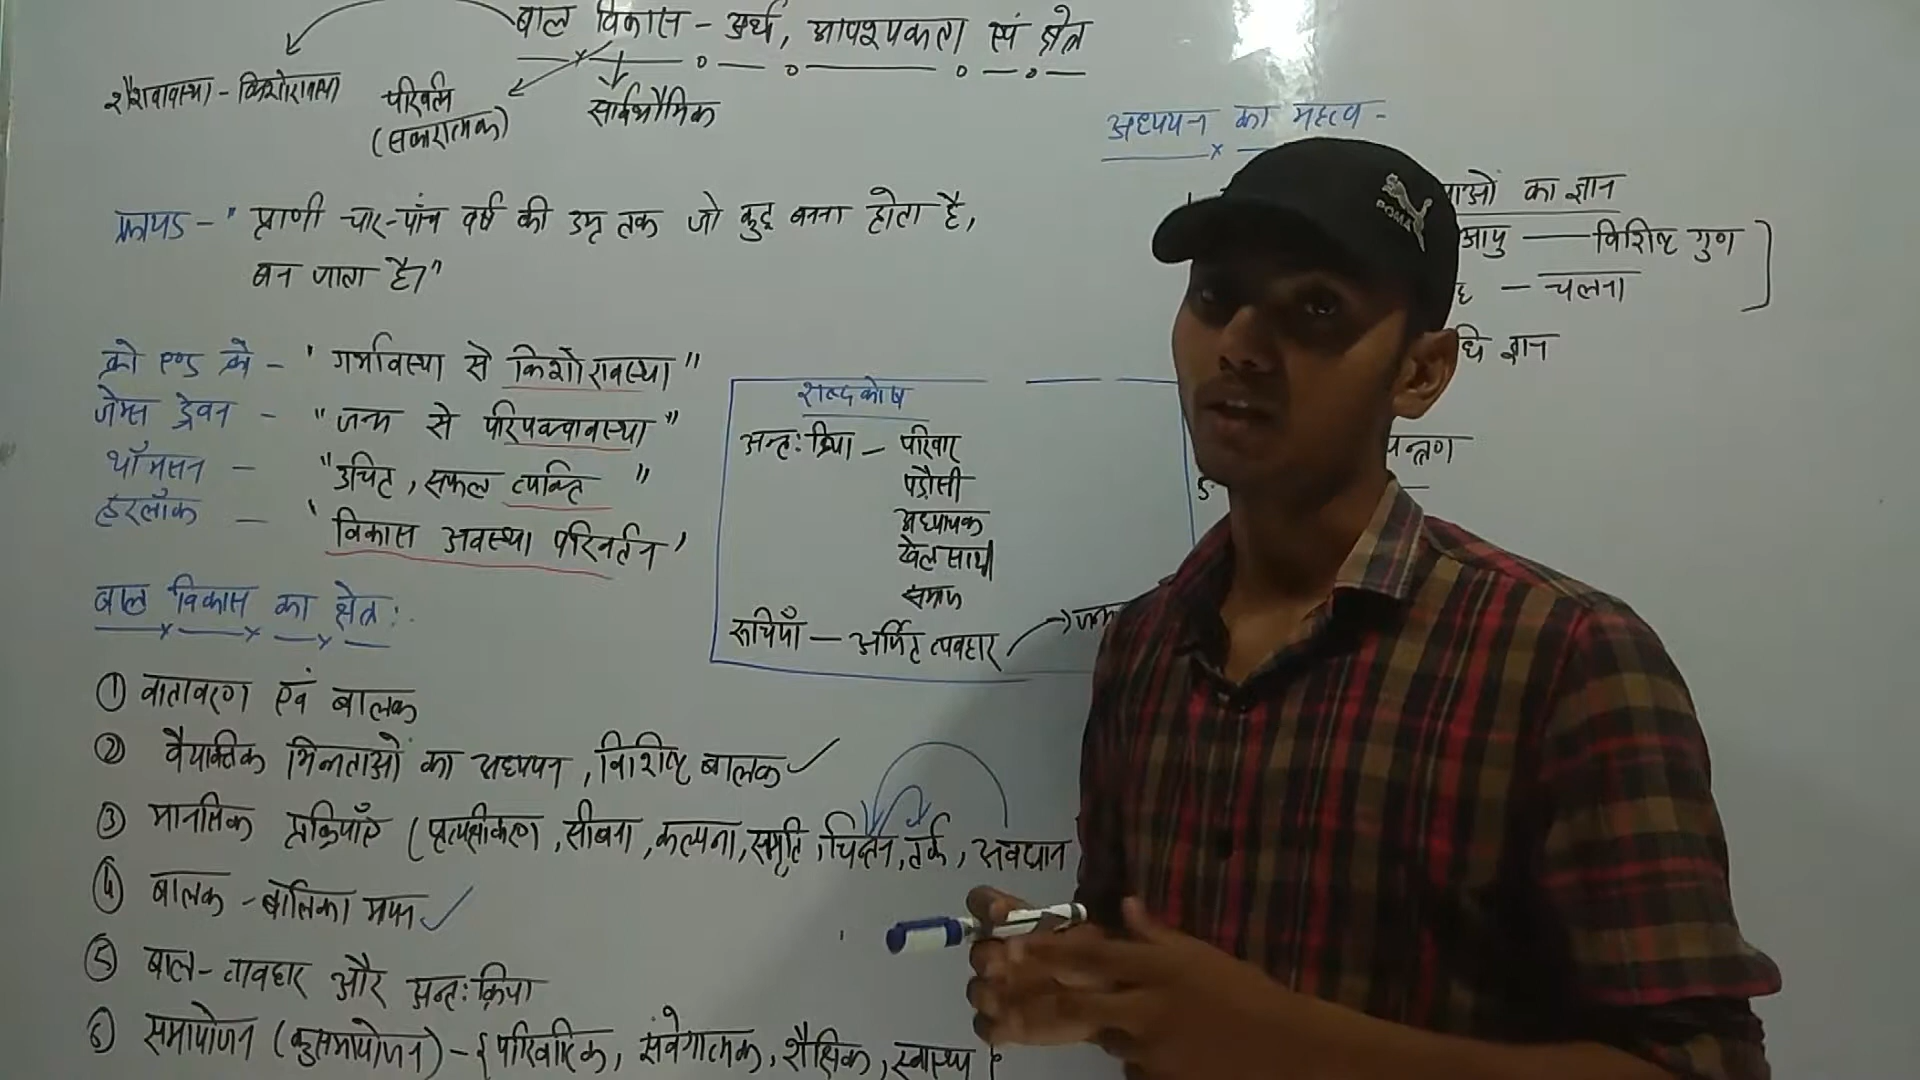 बाल विकास - अर्थ, आवश्यकता एवं क्षेत्र
शैशवावस्था - किशोरावस्था
परिवर्तन
(सकारात्मक)
सार्वभौमिक
फ्रायड - " प्राणी चार-पांच वर्ष की उम्र तक जो कुछ बनना होता है,
बन जाता है।"
क्रो एण्ड क्रो - " गर्भावस्था से किशोरावस्था "
जेम्स ड्रेवर - " जन्म से परिपक्वावस्था "
थॉमसन - " उचित, सफल व्यक्ति "
हरलॉक - ' विकास अवस्था परिवर्तन '
बाल विकास का क्षेत्र :
① वातावरण एवं बालक
② वैयक्तिक भिन्नताओं का अध्ययन, विशिष्ट बालक ✓
③ मानसिक प्रक्रियाएँ (प्रत्यक्षीकरण, सीखना, कल्पना, स्मृति, चिन्तन, तर्क, अवधान
④ बालक - बालिका मापन ✓
⑤ बाल - व्यवहार और अन्तःक्रिया
⑥ समायोजन (कुसमायोजन) - { पारिवारिक, संवेगात्मक, शैक्षिक, स्वास्थ्य }
शब्दकोष
अन्तःक्रिया - परिवार
पड़ौसी
अध्यापक
खेल साथी
समाज
रूचियाँ - अर्जित व्यवहार
अध्ययन का महत्व -
का ज्ञान
आयु — विशिष्ट गुण
— चलना
ज्ञान
5.
PUMA